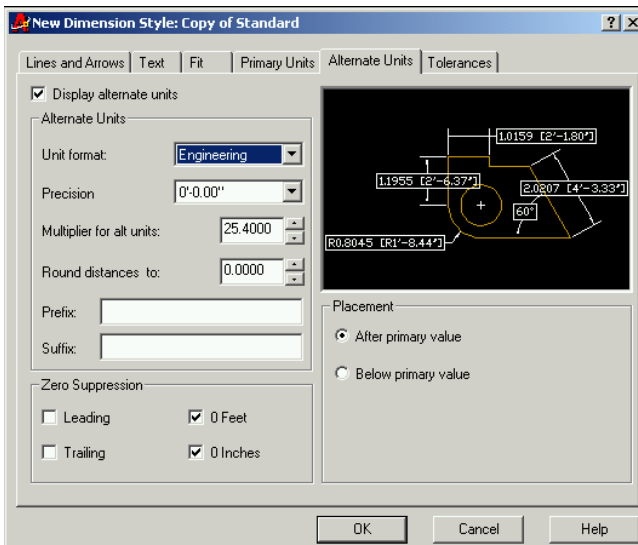 New Dimension Style: Copy of Standard
Lines and Arrows Text Fit Primary Units Alternate Units Tolerances
Display alternate units
Alternate Units
Unit format: Engineering
Precision 0'-0.00"
Multiplier for alt units: 25.4000
Round distances to: 0.0000
Prefix:
Suffix:
Zero Suppression
Leading 0 Feet
Trailing 0 Inches
1.0159 [2'-1.80"]
1.1955 [2'-6.37"]
2.0207 [4'-3.33"]
60°
R0.8045 [R1'-8.44"]
Placement
After primary value
Below primary value
OK Cancel Help